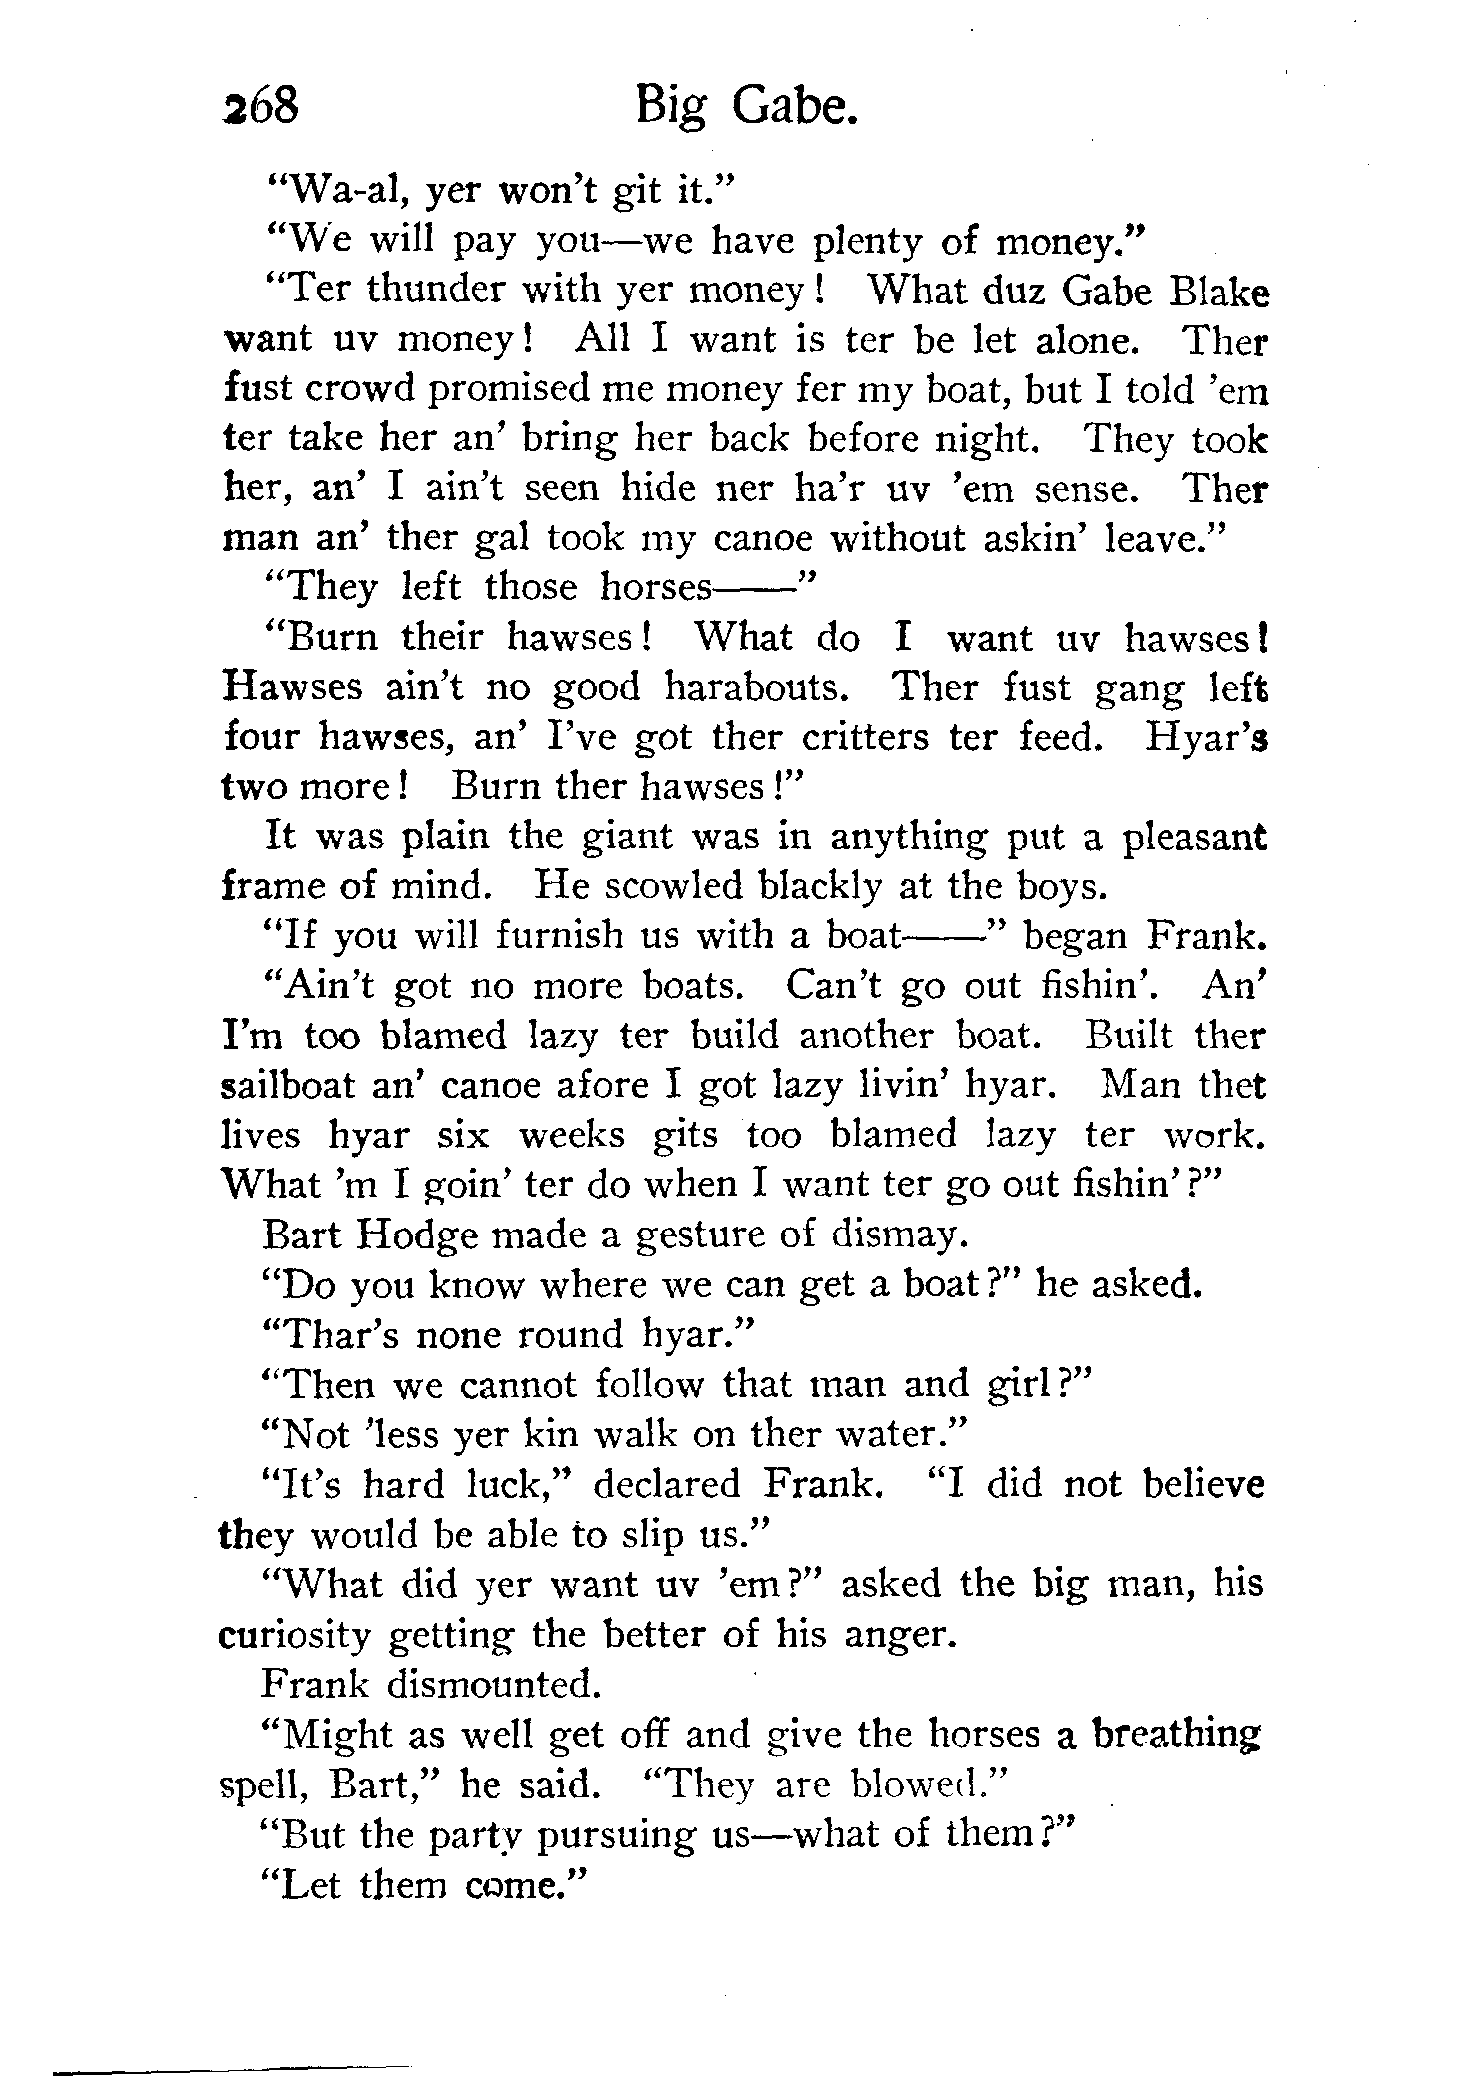 268 Big Gabe.
“Wa-al, yer won’t git it.”
“We will pay you—we have plenty of money.”
“Ter thunder with yer money! What duz Gabe Blake
want uv money! All I want is ter be let alone. Ther
fust crowd promised me money fer my boat, but I told ’em
ter take her an’ bring her back before night. They took
her, an’ I ain’t seen hide ner ha’r uv ’em sense. Ther
man an’ ther gal took my canoe without askin’ leave.”
“They left those horses——”
“Burn their hawses! What do I want uv hawses!
Hawses ain’t no good harabouts. Ther fust gang left
four hawses, an’ I’ve got ther critters ter feed. Hyar’s
two more! Burn ther hawses!”
It was plain the giant was in anything put a pleasant
frame of mind. He scowled blackly at the boys.
“If you will furnish us with a boat——” began Frank.
“Ain’t got no more boats. Can’t go out fishin’. An’
I’m too blamed lazy ter build another boat. Built ther
sailboat an’ canoe afore I got lazy livin’ hyar. Man thet
lives hyar six weeks gits too blamed lazy ter work.
What ’m I goin’ ter do when I want ter go out fishin’?”
Bart Hodge made a gesture of dismay.
“Do you know where we can get a boat?” he asked.
“Thar’s none round hyar.”
“Then we cannot follow that man and girl?”
“Not ’less yer kin walk on ther water.”
“It’s hard luck,” declared Frank. “I did not believe
they would be able to slip us.”
“What did yer want uv ’em?” asked the big man, his
curiosity getting the better of his anger.
Frank dismounted.
“Might as well get off and give the horses a breathing
spell, Bart,” he said. “They are blowed.”
“But the party pursuing us—what of them?”
“Let them come.”